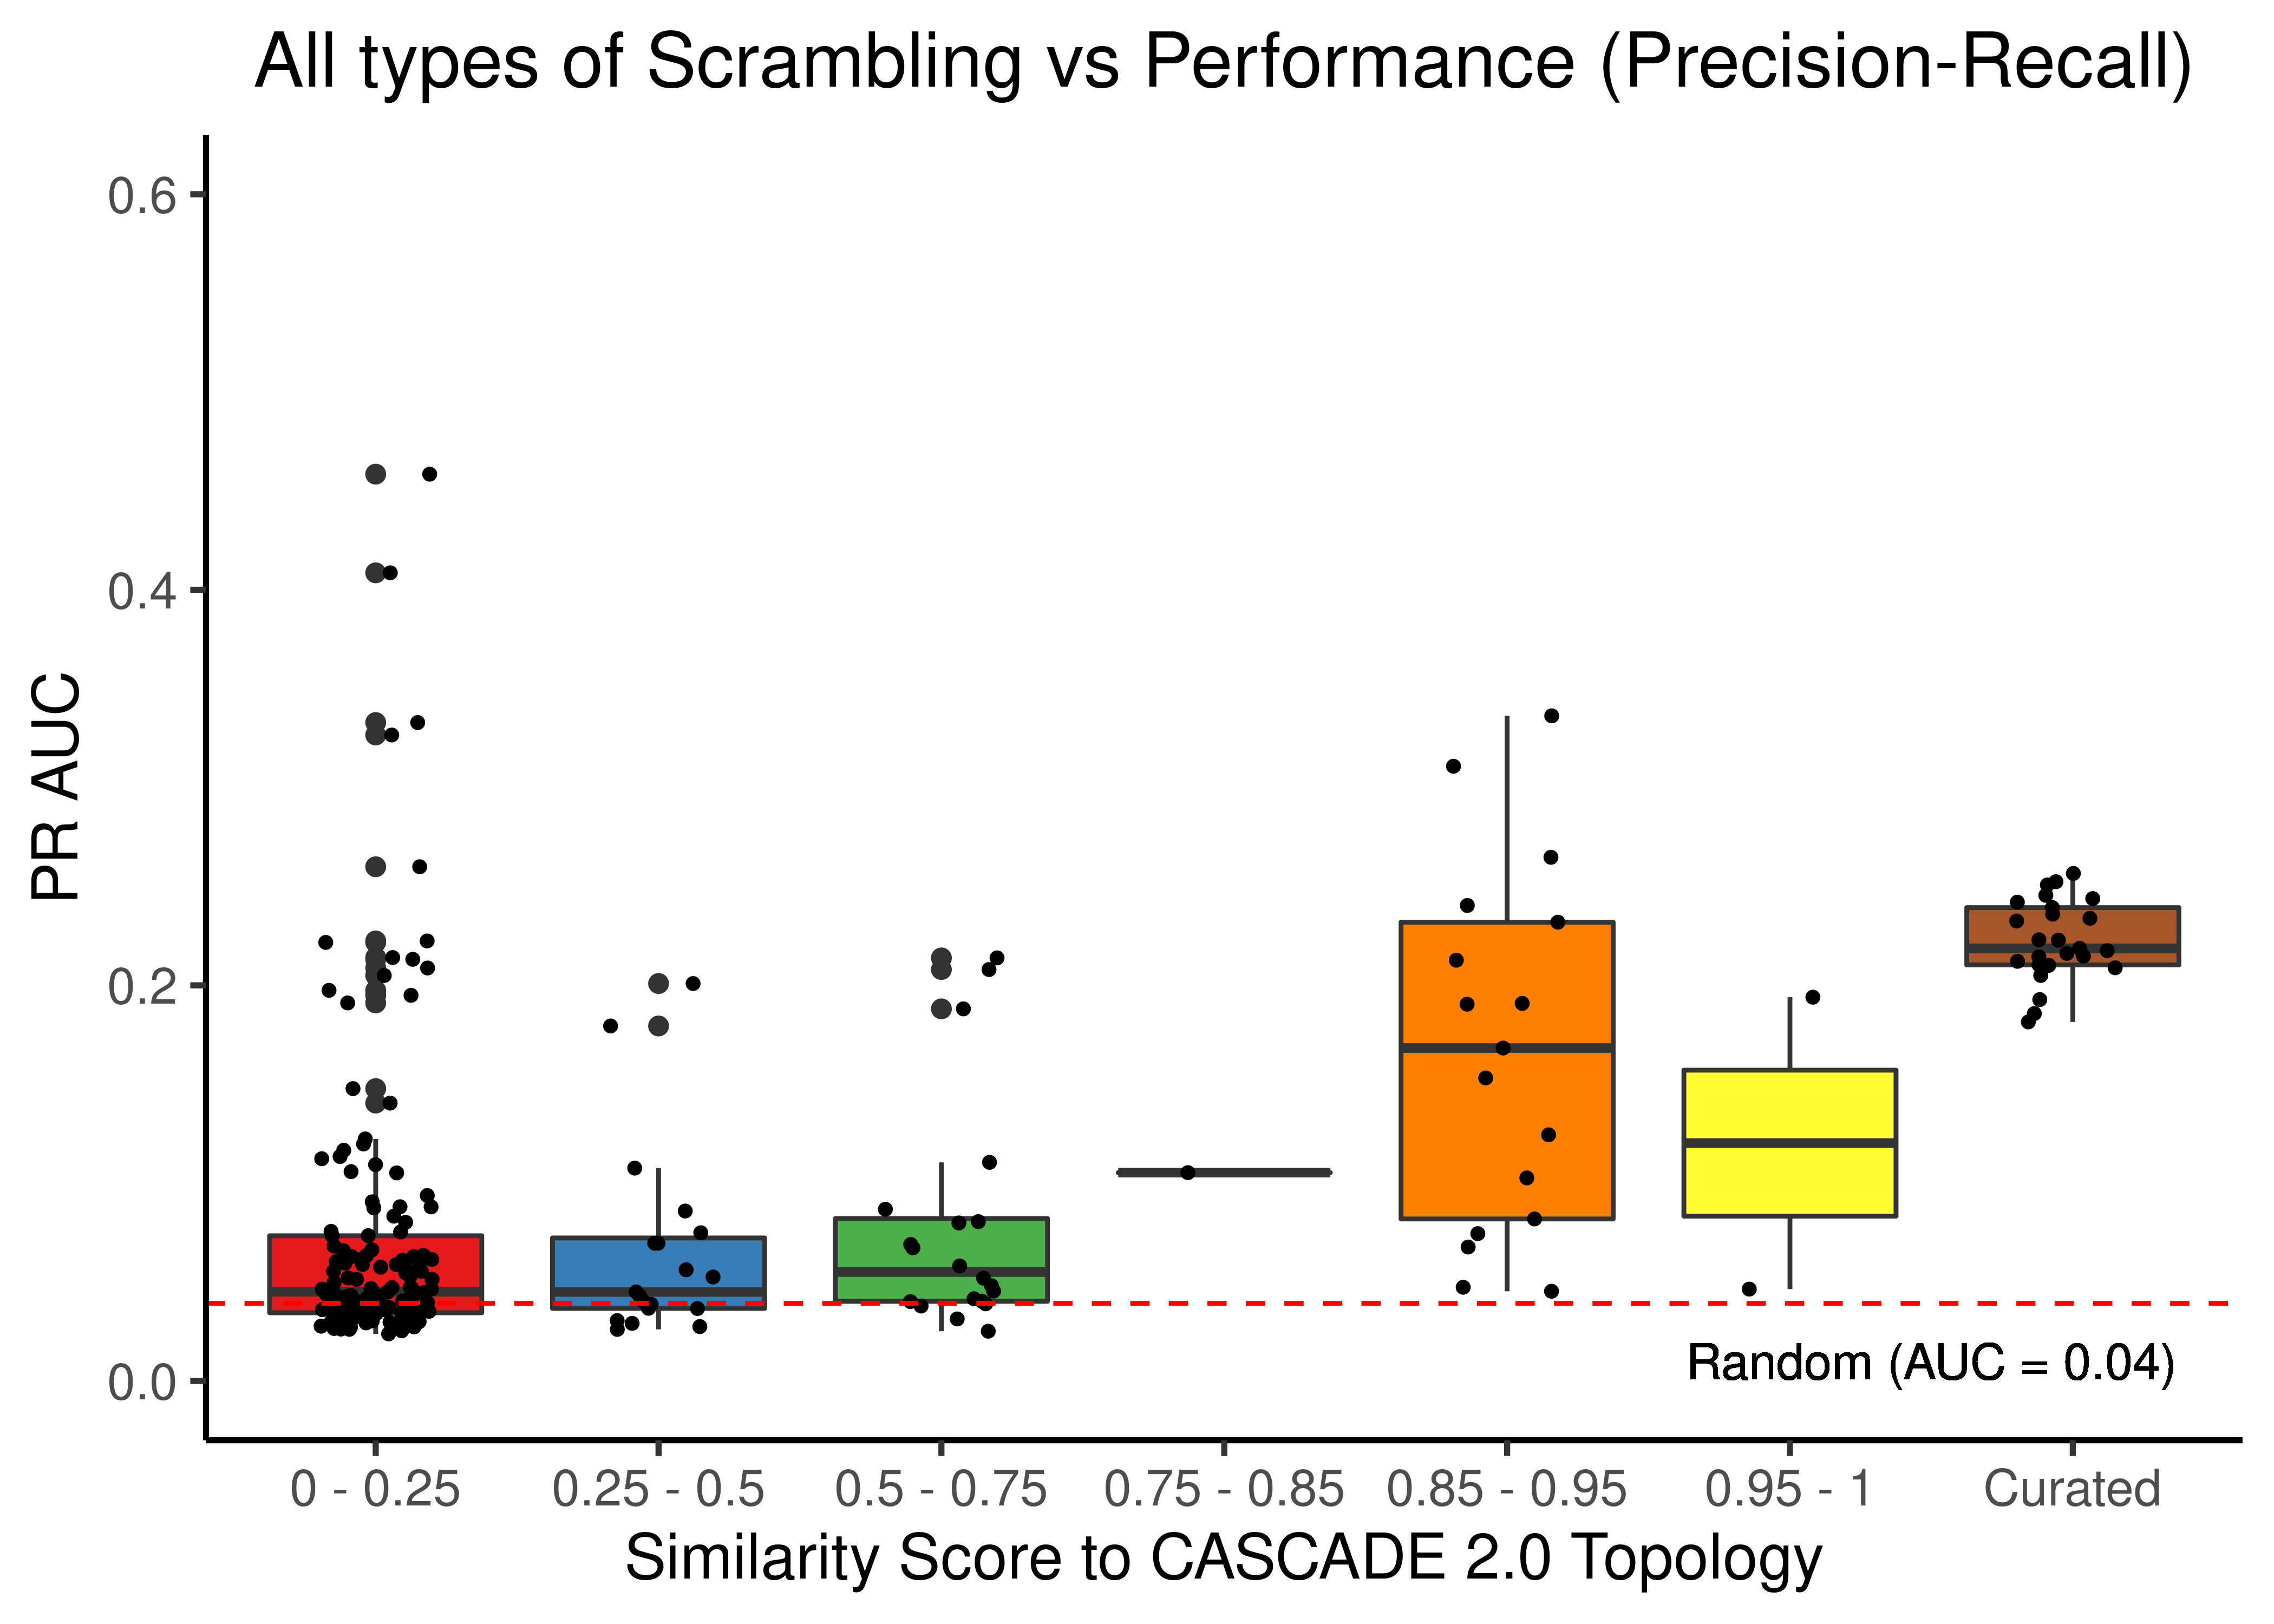 All types of Scrambling vs Performance (Precision-Recall)
0.6
0.4
0.2
0.0
PR AUC
Random (AUC = 0.04)
0 - 0.25
0.25 - 0.5
0.5 - 0.75
0.75 - 0.85
0.85 - 0.95
0.95 - 1
Curated
Similarity Score to CASCADE 2.0 Topology